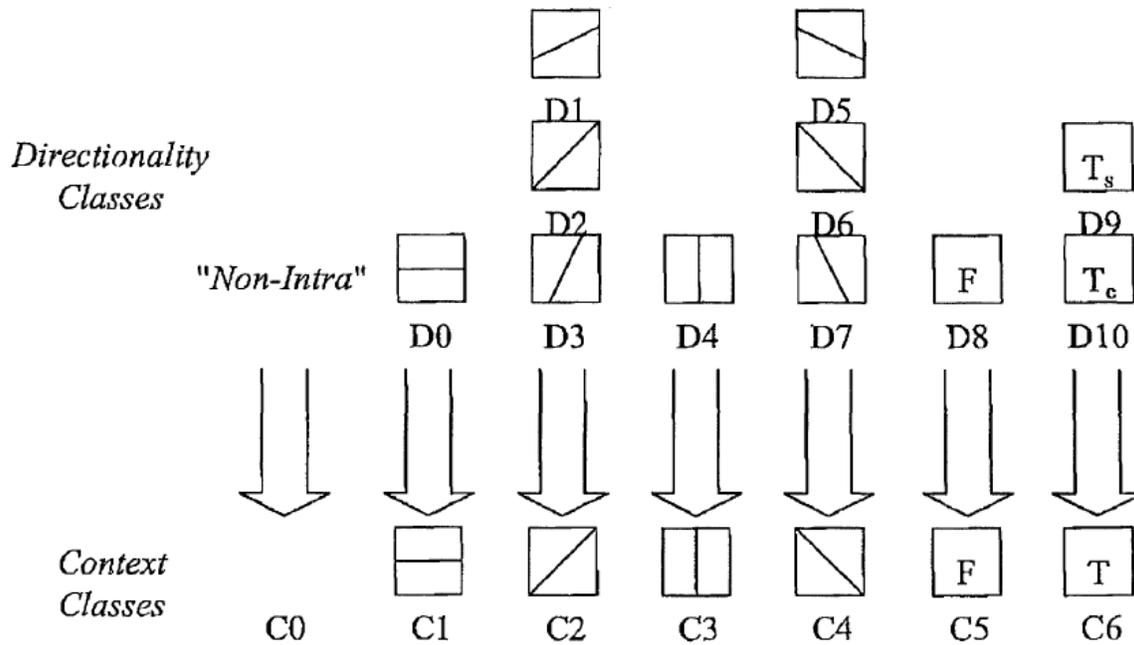 D1 D5
Directionality
Classes
T_s
D2 D6 D9
"Non-Intra" F T_c
D0 D3 D4 D7 D8 D10
Context
Classes
F T
C0 C1 C2 C3 C4 C5 C6